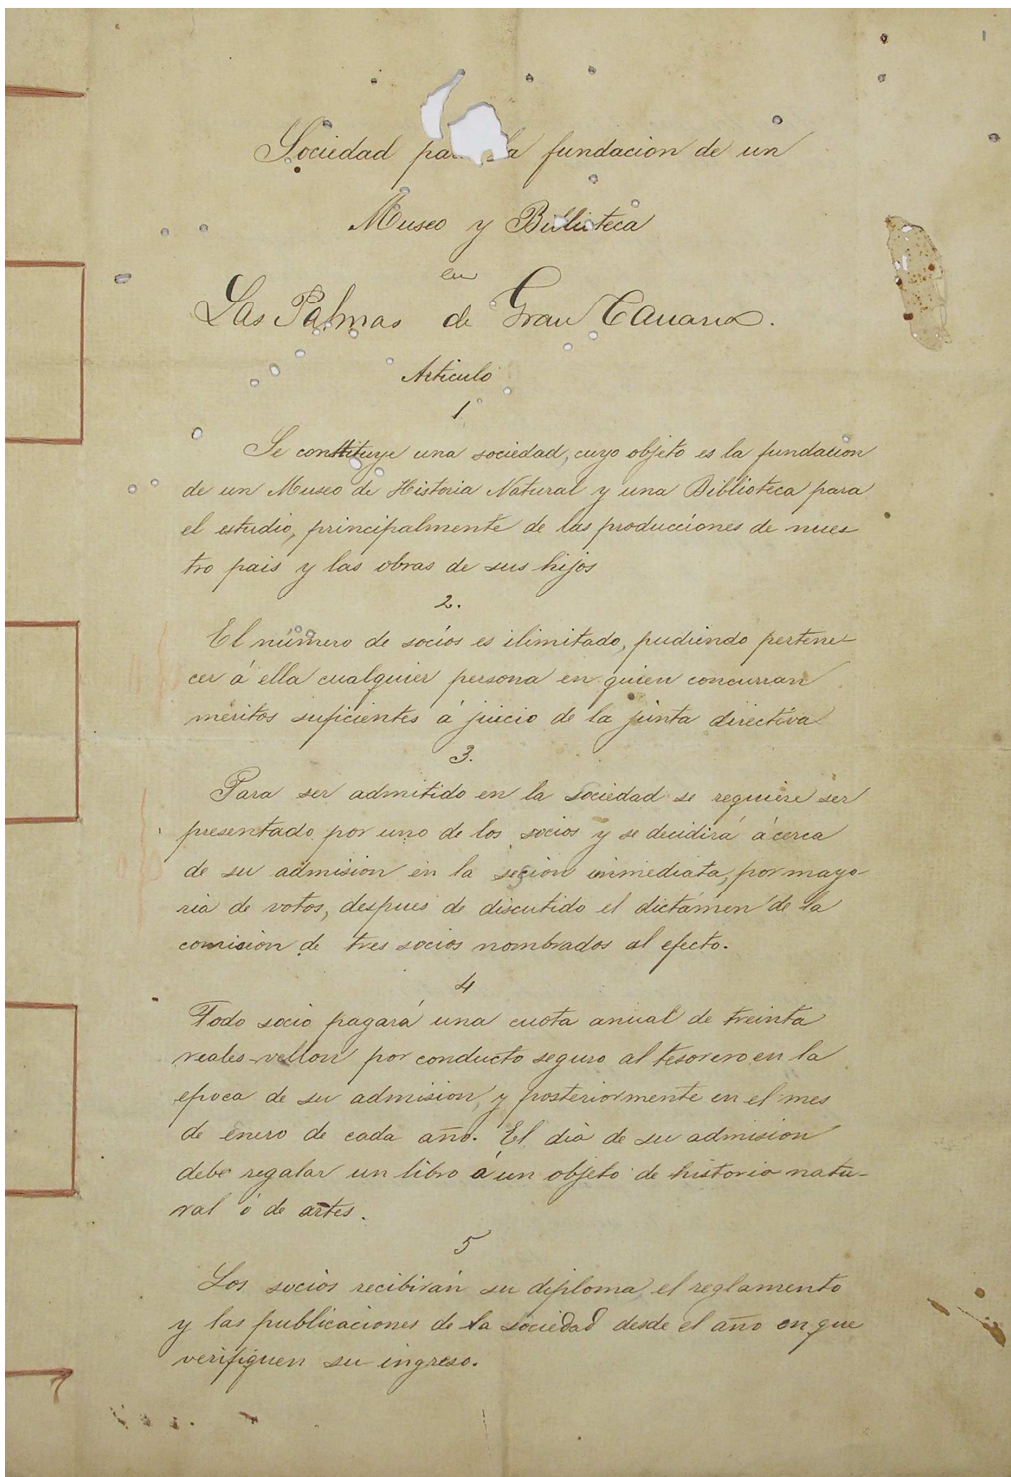 Sociedad pa la fundacion de un
Museo y Biblioteca
en
Las Palmas de Gran Canaria.
Articulo
1
Se constituye una sociedad, cuyo objeto es la fundacion
de un Museo de Historia Natural y una Biblioteca para
el estudio, principalmente de las producciones de nues
tro pais y las obras de sus hijos
2.
El número de socios es ilimitado, pudiendo pertene-
cer á ella cualquier persona en quien concurran
meritos suficientes á juicio de la junta directiva
3.
Para ser admitido en la Sociedad se requiere ser
presentado por uno de los socios y se decidirá ácerca
de su admision en la sesion inmediata, por mayo-
ria de votos, despues de discutido el dictámen de la
comision de tres socios nombrados al efecto.
4
Todo socio pagará una cuota anual de treinta
reales-vellon por conducto seguro al tesorero en la
epoca de su admision, y posteriormente en el mes
de enero de cada año. El dia de su admision
debe regalar un libro á un objeto de historia natu-
ral ó de artes.
5
Los socios recibirán su diploma, el reglamento
y las publicaciones de la Sociedad desde el año en que
verifiquen su ingreso.